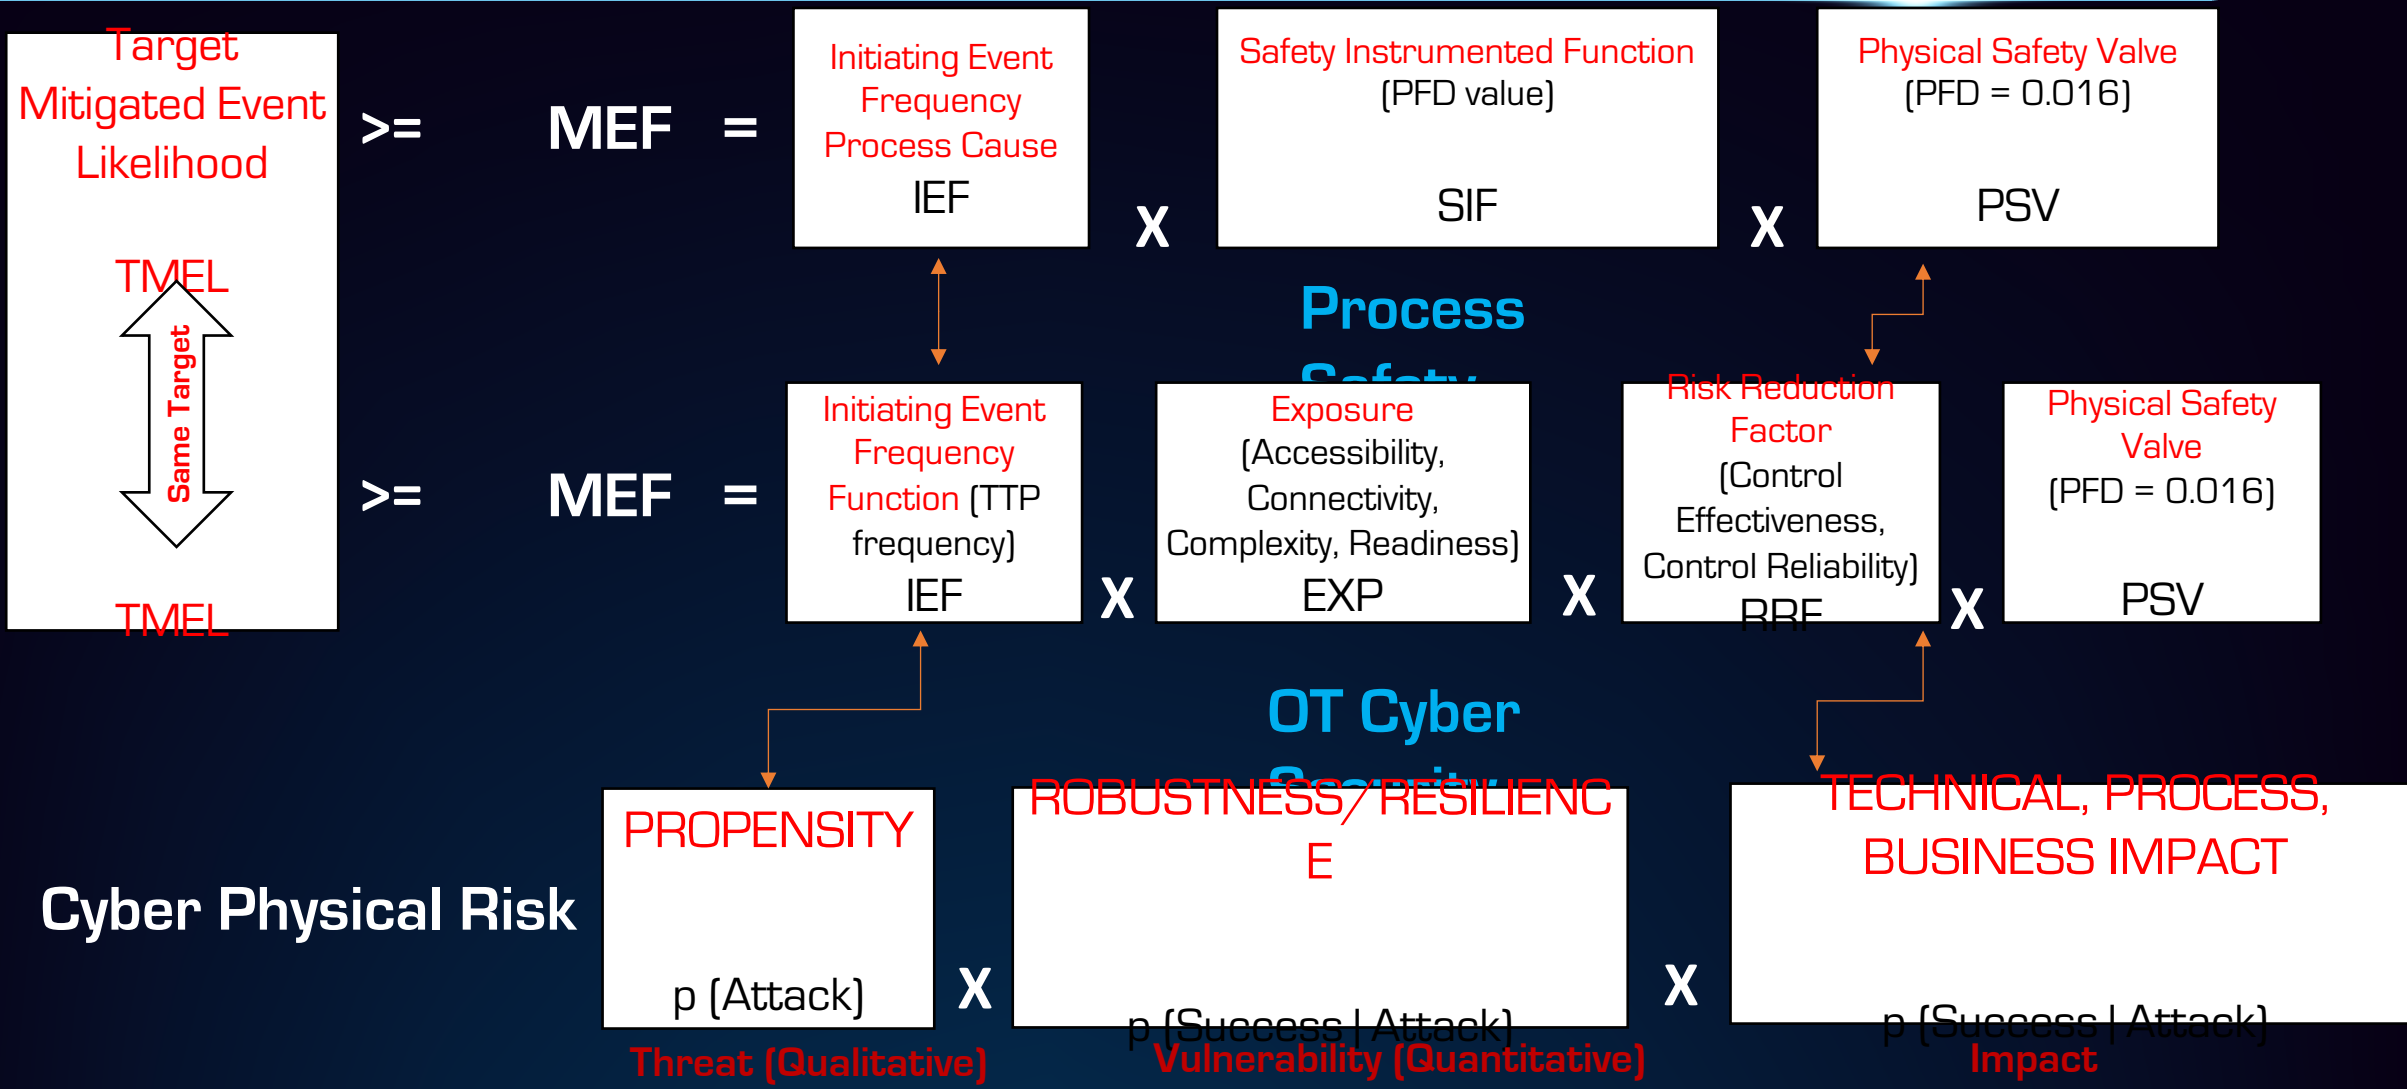 Target
Mitigated Event
Likelihood
TMEL
Same Target
TMEL
>=
MEF
=
Initiating Event
Frequency
Process Cause
IEF
X
Safety Instrumented Function
(PFD value)
SIF
X
Physical Safety Valve
(PFD = 0.016)
PSV
Process
Safety
>=
MEF
=
Initiating Event
Frequency
Function (TTP
frequency)
IEF
X
Exposure
(Accessibility,
Connectivity,
Complexity, Readiness)
EXP
X
Risk Reduction
Factor
(Control
Effectiveness,
Control Reliability)
RRF
X
Physical Safety
Valve
(PFD = 0.016)
PSV
OT Cyber
Security
Cyber Physical Risk
PROPENSITY
p (Attack)
X
ROBUSTNESS/RESILIENC
E
p (Success | Attack)
X
TECHNICAL, PROCESS,
BUSINESS IMPACT
p (Success | Attack)
Threat (Qualitative)
Vulnerability (Quantitative)
Impact